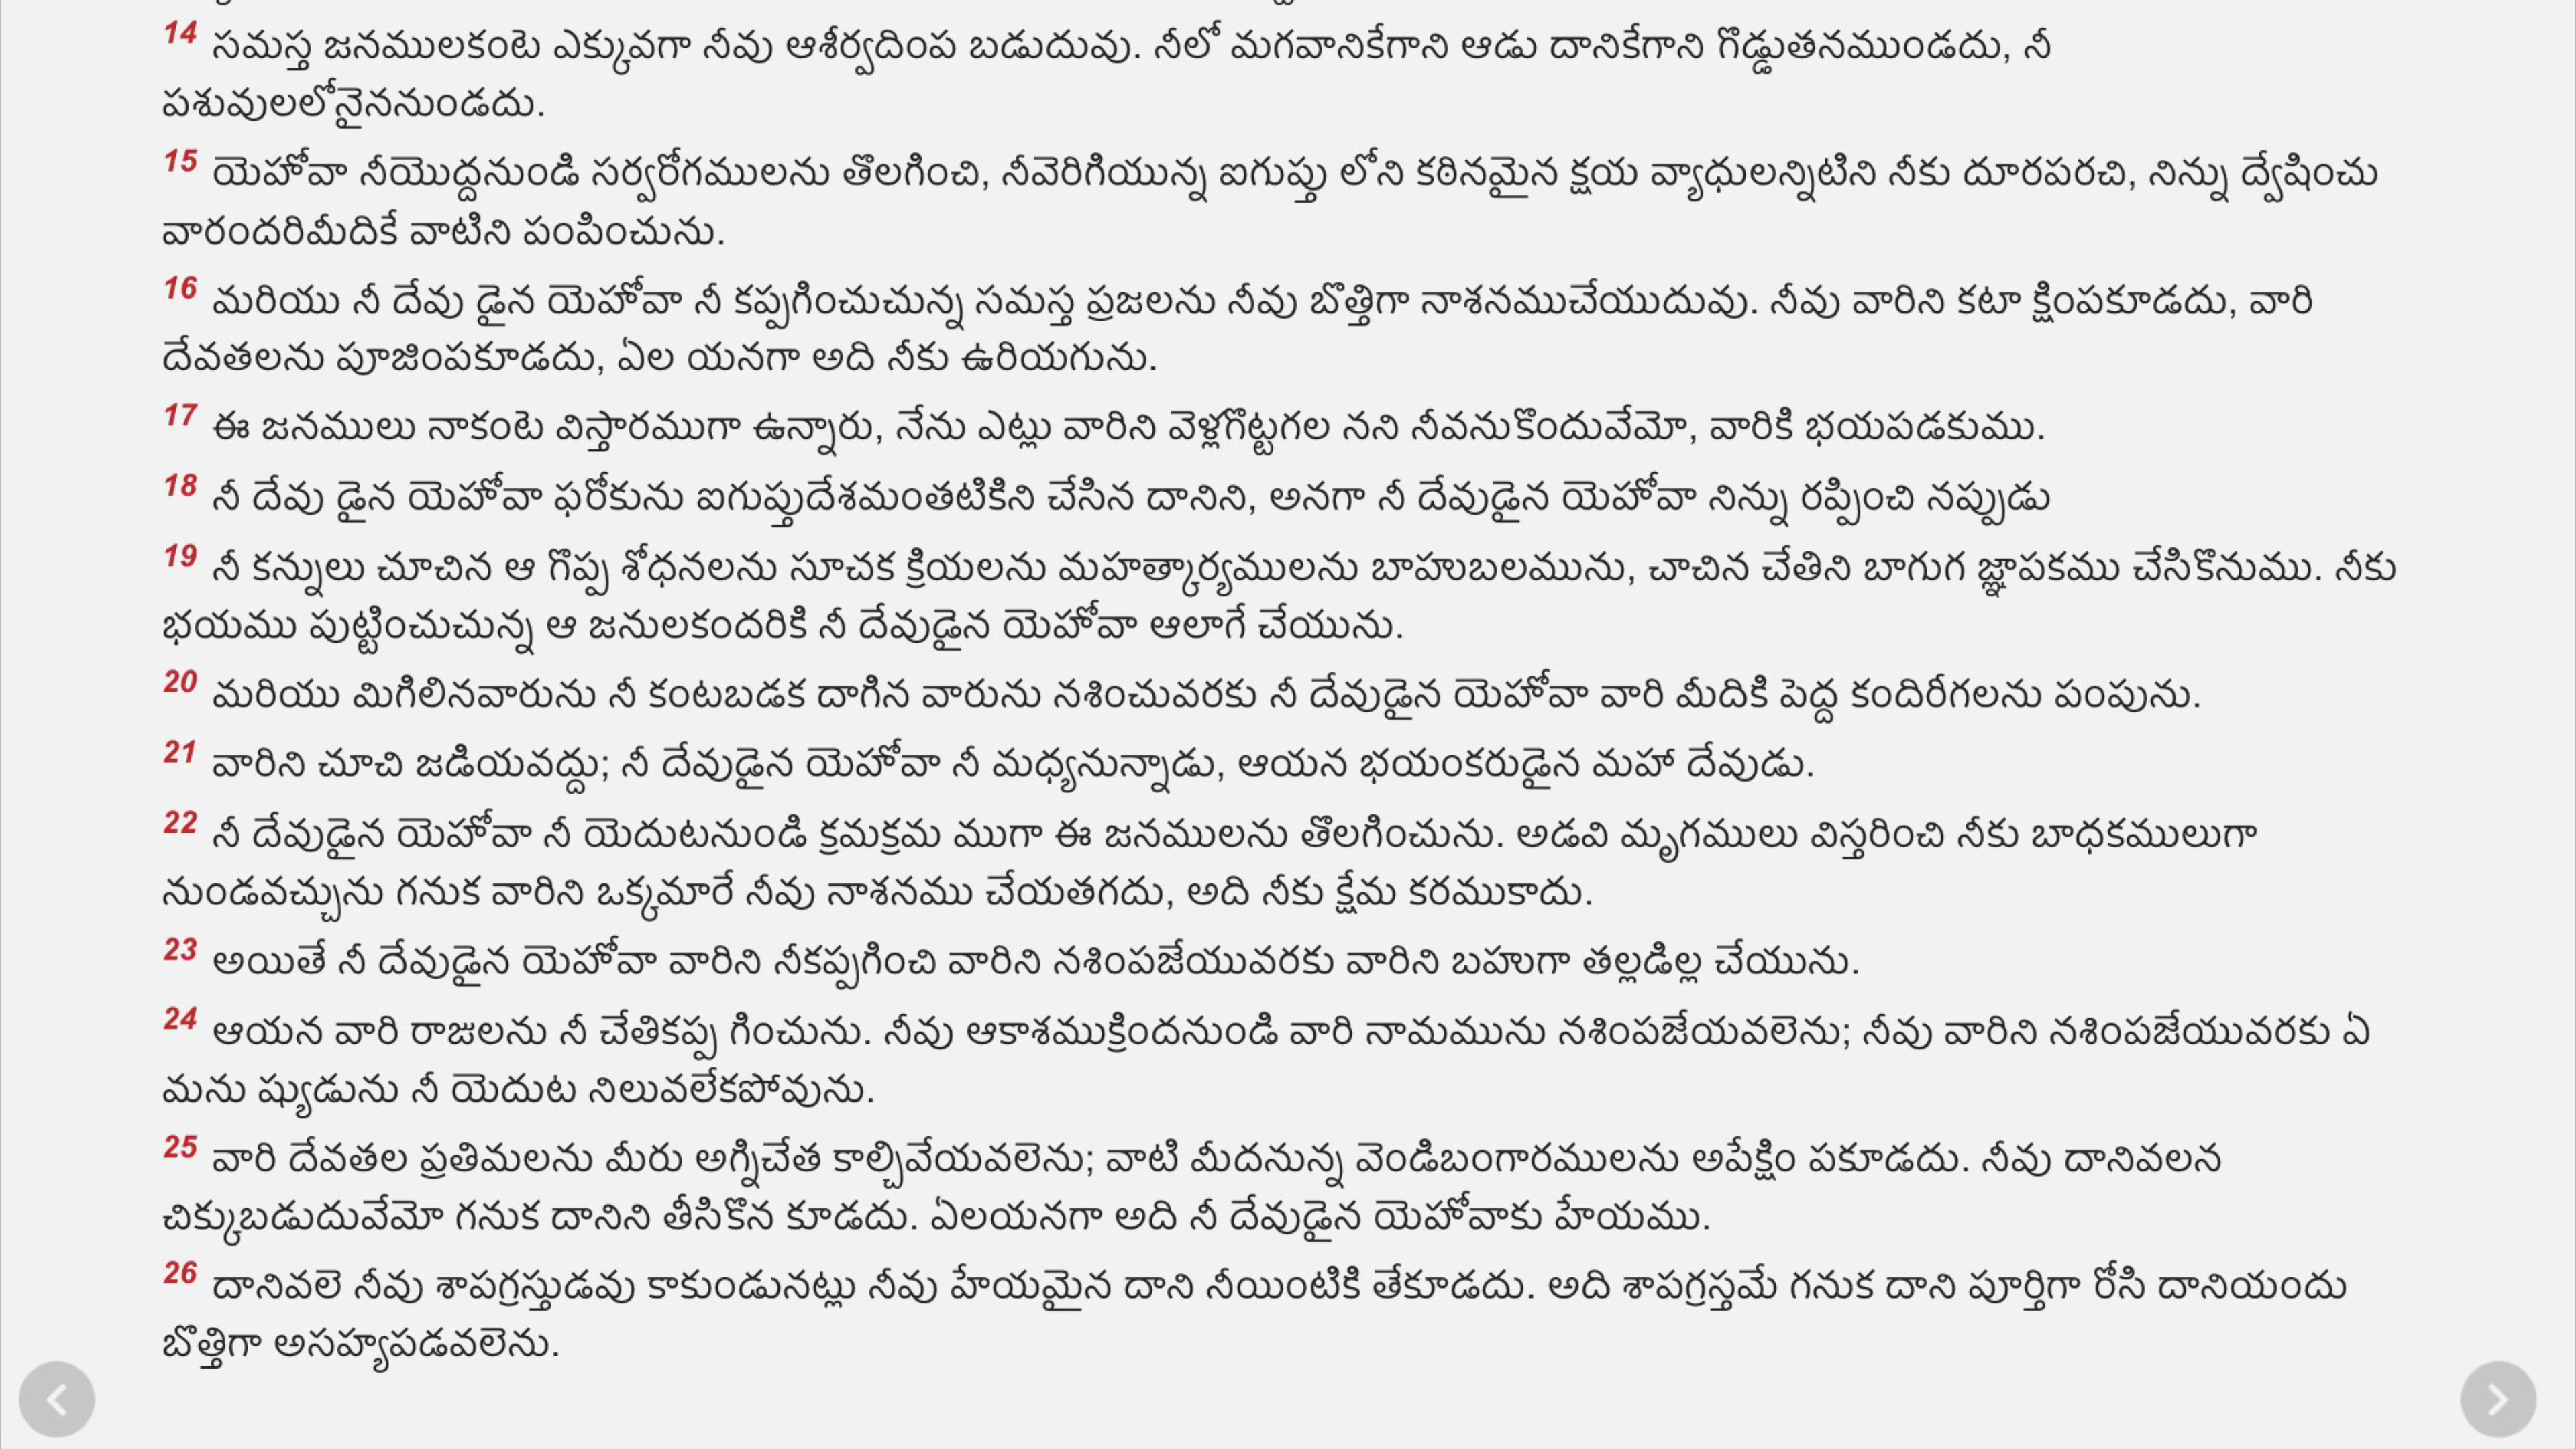 14 సమస్త జనములకంటె ఎక్కువగా నీవు ఆశీర్వదింప బడుదువు. నీలో మగవానికేగాని ఆడు దానికేగాని గొడ్డుతనముండదు, నీ
పశువులలోనైననుండదు.
15 యెహోవా నీయొద్దనుండి సర్వరోగములను తొలగించి, నీవెరిగియున్న ఐగుప్తు లోని కఠినమైన క్షయ వ్యాధులన్నిటిని నీకు దూరపరచి, నిన్ను ద్వేషించు
వారందరిమీదికే వాటిని పంపించును.
16 మరియు నీ దేవు డైన యెహోవా నీ కప్పగించుచున్న సమస్త ప్రజలను నీవు బొత్తిగా నాశనముచేయుదువు. నీవు వారిని కటా క్షింపకూడదు, వారి
దేవతలను పూజింపకూడదు, ఏల యనగా అది నీకు ఉరియగును.
17 ఈ జనములు నాకంటె విస్తారముగా ఉన్నారు, నేను ఎట్లు వారిని వెళ్లగొట్టగల నని నీవనుకొందువేమో, వారికి భయపడకుము.
18 నీ దేవు డైన యెహోవా ఫరోకును ఐగుప్తుదేశమంతటికిని చేసిన దానిని, అనగా నీ దేవుడైన యెహోవా నిన్ను రప్పించి నప్పుడు
19 నీ కన్నులు చూచిన ఆ గొప్ప శోధనలను సూచక క్రియలను మహత్కార్యములను బాహుబలమును, చాచిన చేతిని బాగుగ జ్ఞాపకము చేసికొనుము. నీకు
భయము పుట్టించుచున్న ఆ జనులకందరికి నీ దేవుడైన యెహోవా ఆలాగే చేయును.
20 మరియు మిగిలినవారును నీ కంటబడక దాగిన వారును నశించువరకు నీ దేవుడైన యెహోవా వారి మీదికి పెద్ద కందిరీగలను పంపును.
21 వారిని చూచి జడియవద్దు; నీ దేవుడైన యెహోవా నీ మధ్యనున్నాడు, ఆయన భయంకరుడైన మహా దేవుడు.
22 నీ దేవుడైన యెహోవా నీ యెదుటనుండి క్రమక్రమ ముగా ఈ జనములను తొలగించును. అడవి మృగములు విస్తరించి నీకు బాధకములుగా
నుండవచ్చును గనుక వారిని ఒక్కమారే నీవు నాశనము చేయతగదు, అది నీకు క్షేమ కరముకాదు.
23 అయితే నీ దేవుడైన యెహోవా వారిని నీకప్పగించి వారిని నశింపజేయువరకు వారిని బహుగా తల్లడిల్ల చేయును.
24 ఆయన వారి రాజులను నీ చేతికప్ప గించును. నీవు ఆకాశముక్రిందనుండి వారి నామమును నశింపజేయవలెను; నీవు వారిని నశింపజేయువరకు ఏ
మను ష్యుడును నీ యెదుట నిలువలేకపోవును.
25 వారి దేవతల ప్రతిమలను మీరు అగ్నిచేత కాల్చివేయవలెను; వాటి మీదనున్న వెండిబంగారములను అపేక్షిం పకూడదు. నీవు దానివలన
చిక్కుబడుదువేమో గనుక దానిని తీసికొన కూడదు. ఏలయనగా అది నీ దేవుడైన యెహోవాకు హేయము.
26 దానివలె నీవు శాపగ్రస్తుడవు కాకుండునట్లు నీవు హేయమైన దాని నీయింటికి తేకూడదు. అది శాపగ్రస్తమే గనుక దాని పూర్తిగా రోసి దానియందు
బొత్తిగా అసహ్యపడవలెను.